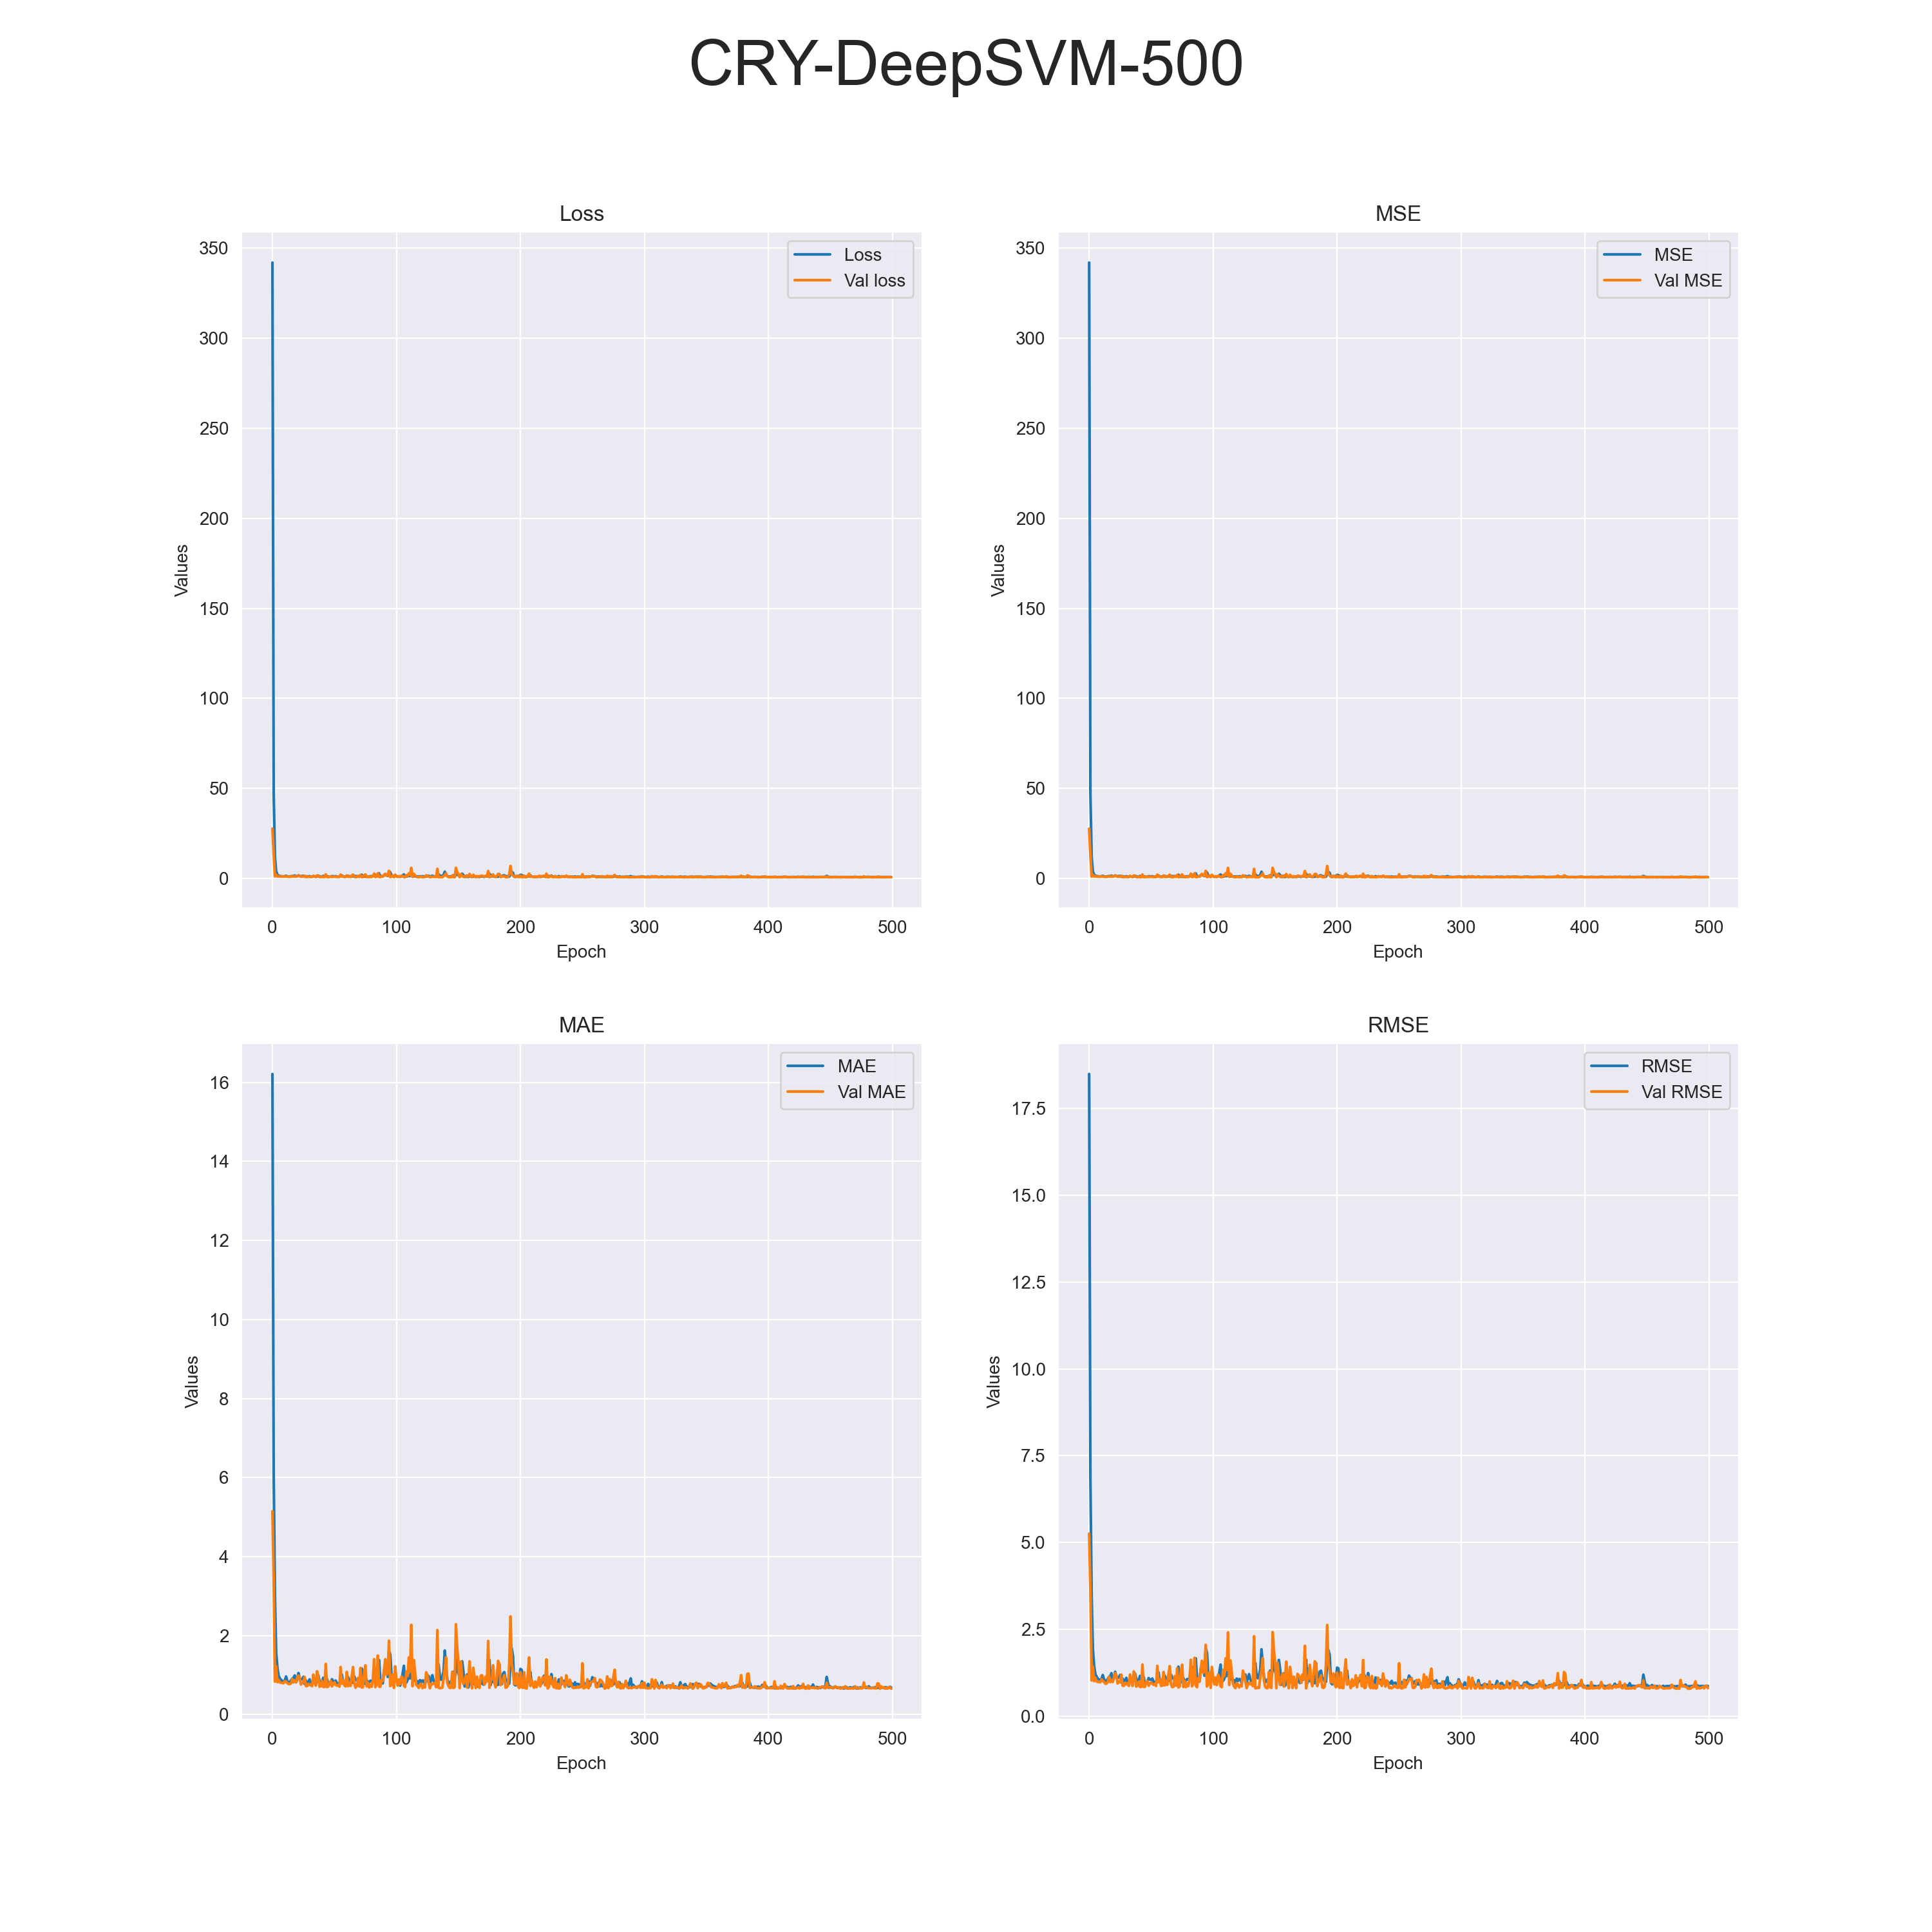 CRY-DeepSVM-500
Loss
350
300
250
200
150
100
50
0
Values
0 100 200 300 400 500
Epoch
Loss
Val loss
MSE
350
300
250
200
150
100
50
0
Values
0 100 200 300 400 500
Epoch
MSE
Val MSE
MAE
16
14
12
10
8
6
4
2
0
Values
0 100 200 300 400 500
Epoch
MAE
Val MAE
RMSE
17.5
15.0
12.5
10.0
7.5
5.0
2.5
0.0
Values
0 100 200 300 400 500
Epoch
RMSE
Val RMSE